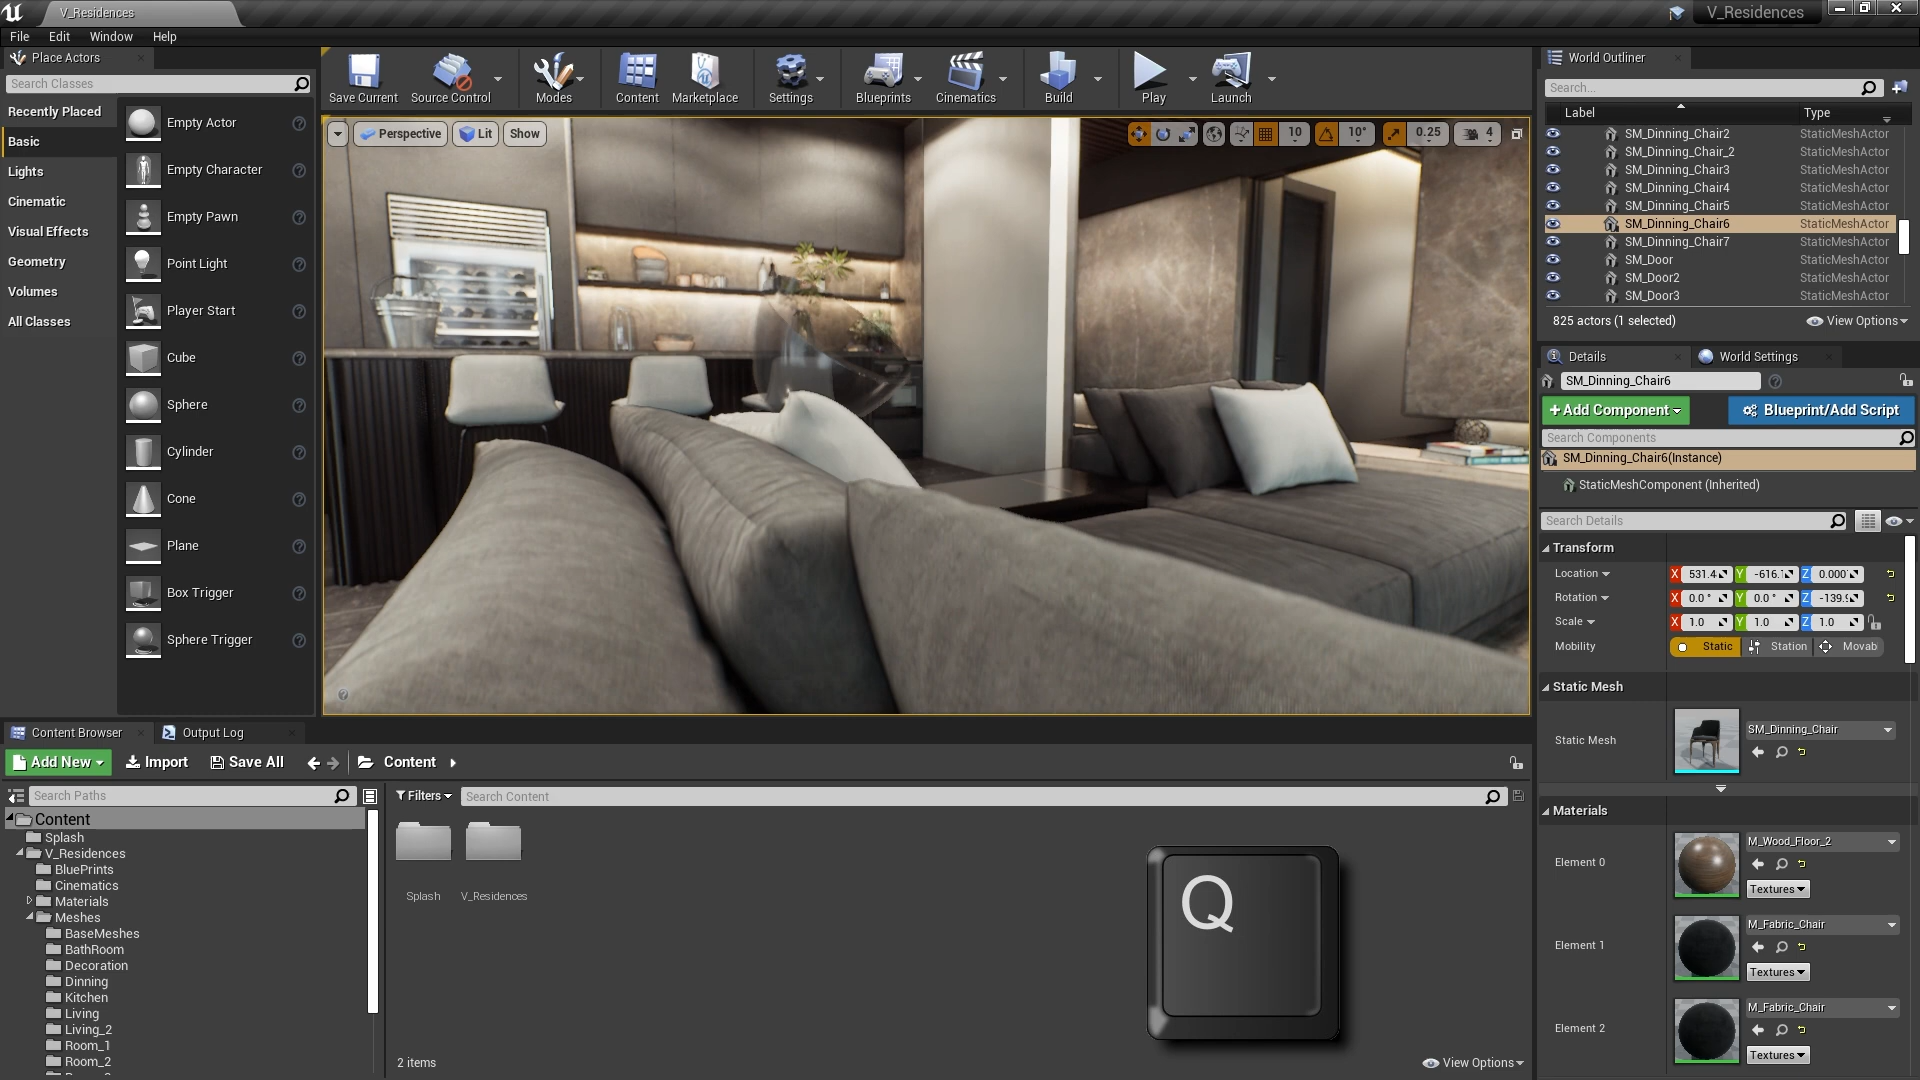 V_Residences
V_Residences
File Edit Window Help
Place Actors
Search Classes
Recently Placed
Basic
Lights
Cinematic
Visual Effects
Geometry
Volumes
All Classes
Empty Actor
Empty Character
Empty Pawn
Point Light
Player Start
Cube
Sphere
Cylinder
Cone
Plane
Box Trigger
Sphere Trigger
Save Current Source Control Modes Content Marketplace Settings Blueprints Cinematics Build Play Launch
Perspective Lit Show 10 10° 0.25 4
World Outliner
Search...
Label Type
SM_Dinning_Chair2 StaticMeshActor
SM_Dinning_Chair_2 StaticMeshActor
SM_Dinning_Chair3 StaticMeshActor
SM_Dinning_Chair4 StaticMeshActor
SM_Dinning_Chair5 StaticMeshActor
SM_Dinning_Chair6 StaticMeshActor
SM_Dinning_Chair7 StaticMeshActor
SM_Door StaticMeshActor
SM_Door2 StaticMeshActor
SM_Door3 StaticMeshActor
825 actors (1 selected) View Options
Details World Settings
SM_Dinning_Chair6
+Add Component Blueprint/Add Script
Search Components
SM_Dinning_Chair6(Instance)
StaticMeshComponent (Inherited)
Search Details
Transform
Location X 531.4 Y -616.1 Z 0.000
Rotation X 0.0 ° Y 0.0 ° Z -139.9
Scale X 1.0 Y 1.0 Z 1.0
Mobility Static Station Movab
Static Mesh
Static Mesh SM_Dinning_Chair
Materials
Element 0 M_Wood_Floor_2
Textures
Element 1 M_Fabric_Chair
Textures
Element 2 M_Fabric_Chair
Textures
Content Browser Output Log
Add New Import Save All Content
Search Paths
Content
Splash
V_Residences
BluePrints
Cinematics
Materials
Meshes
BaseMeshes
BathRoom
Decoration
Dinning
Kitchen
Living
Living_2
Room_1
Room_2
Filters Search Content
Splash V_Residences
2 items View Options
Q